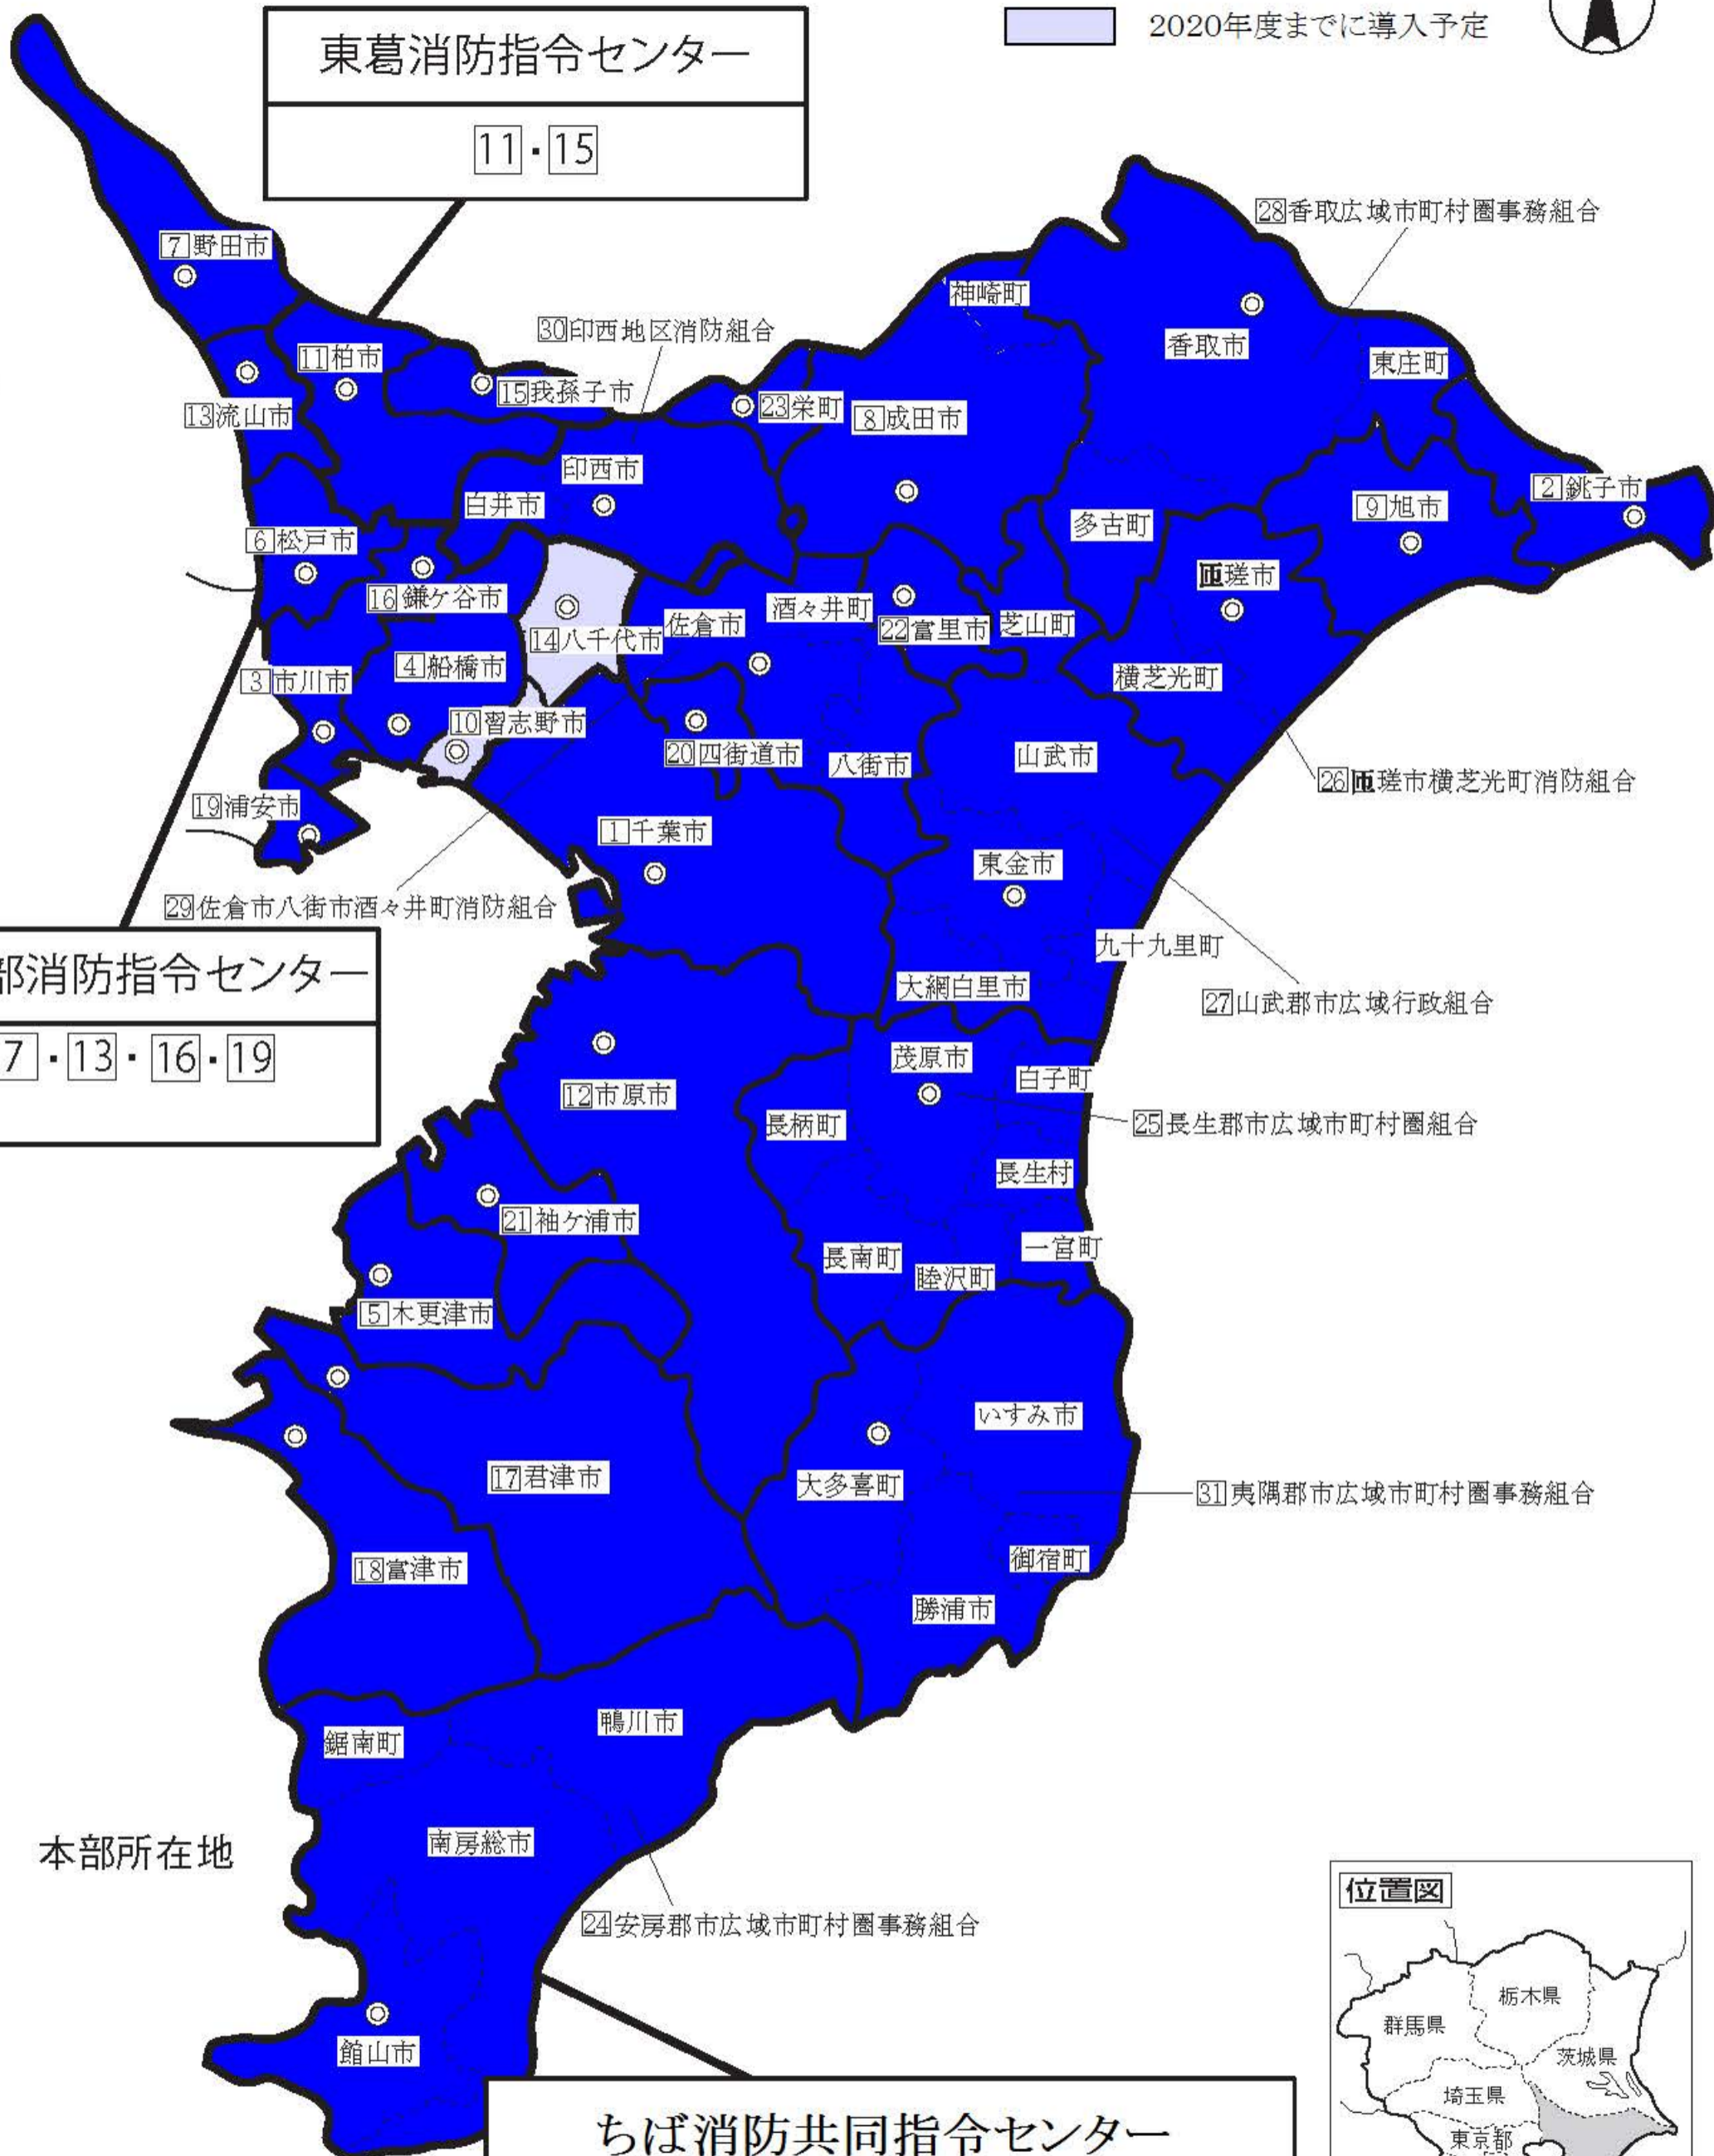 2020年度までに導入予定
東葛消防指令センター
11・15
28香取広域市町村圏事務組合
7野田市
神崎町
30印西地区消防組合
香取市
11柏市
東庄町
15我孫子市
13流山市
23栄町
8成田市
印西市
2銚子市
白井市
9旭市
多古町
6松戸市
匝瑳市
16鎌ケ谷市
酒々井町
佐倉市
芝山町
22富里市
14八千代市
4船橋市
横芝光町
3市川市
10習志野市
20四街道市
山武市
八街市
26匝瑳市横芝光町消防組合
19浦安市
1千葉市
東金市
29佐倉市八街市酒々井町消防組合
九十九里町
部消防指令センター
大網白里市
27山武郡市広域行政組合
7・13・16・19
茂原市
白子町
12市原市
長柄町
25長生郡市広域市町村圏組合
長生村
21袖ケ浦市
一宮町
長南町
睦沢町
5木更津市
いすみ市
17君津市
大多喜町
31夷隅郡市広域市町村圏事務組合
御宿町
18富津市
勝浦市
鴨川市
鋸南町
南房総市
本部所在地
位置図
24安房郡市広域市町村圏事務組合
栃木県
群馬県
茨城県
館山市
埼玉県
ちば消防共同指令センター
東京都